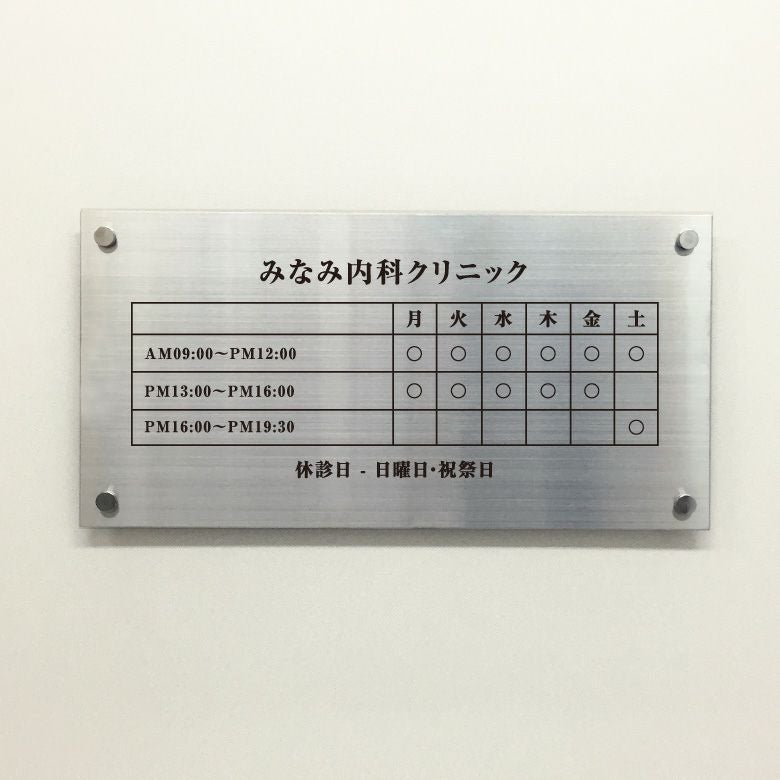 みなみ内科クリニック
月 火 水 木 金 土
AM09:00～PM12:00 ○ ○ ○ ○ ○ ○
PM13:00～PM16:00 ○ ○ ○ ○ ○
PM16:00～PM19:30 ○
休診日 - 日曜日・祝祭日